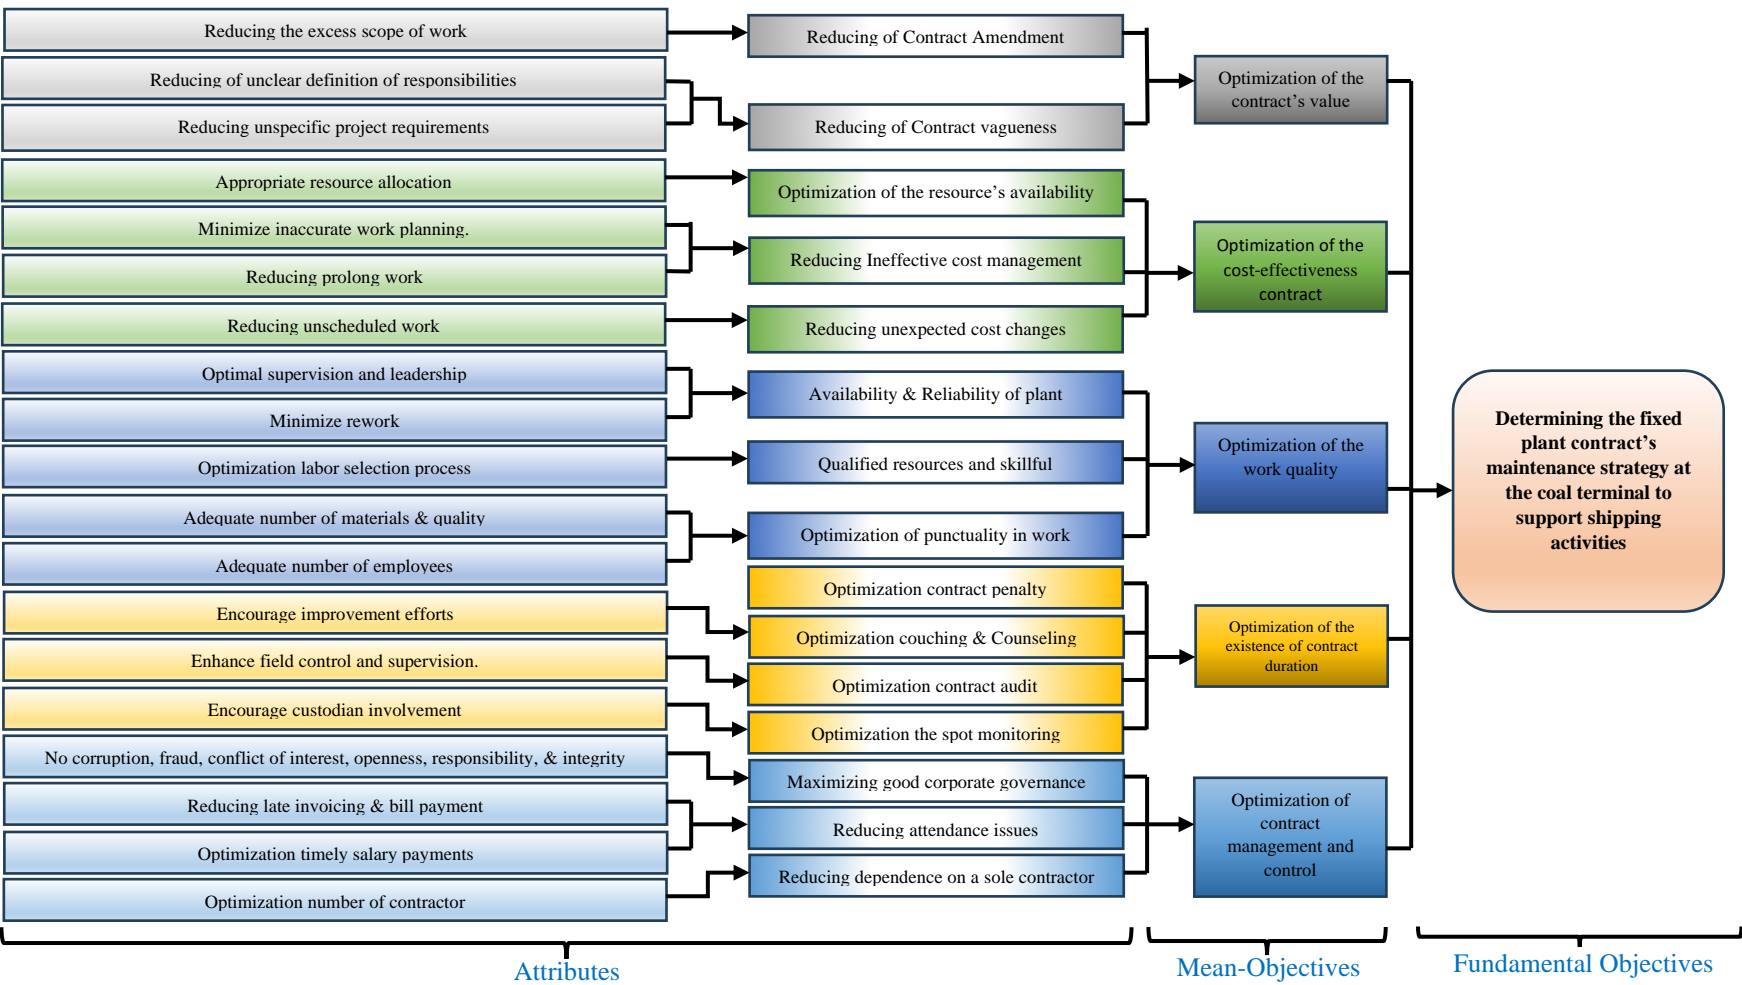 Reducing the excess scope of work
Reducing of unclear definition of responsibilities
Reducing unspecific project requirements
Appropriate resource allocation
Minimize inaccurate work planning.
Reducing prolong work
Reducing unscheduled work
Optimal supervision and leadership
Minimize rework
Optimization labor selection process
Adequate number of materials & quality
Adequate number of employees
Encourage improvement efforts
Enhance field control and supervision.
Encourage custodian involvement
No corruption, fraud, conflict of interest, openness, responsibility, & integrity
Reducing late invoicing & bill payment
Optimization timely salary payments
Optimization number of contractor
Reducing of Contract Amendment
Reducing of Contract vagueness
Optimization of the resource's availability
Reducing Ineffective cost management
Reducing unexpected cost changes
Availability & Reliability of plant
Qualified resources and skillful
Optimization of punctuality in work
Optimization contract penalty
Optimization couching & Counseling
Optimization contract audit
Optimization the spot monitoring
Maximizing good corporate governance
Reducing attendance issues
Reducing dependence on a sole contractor
Optimization of the
contract's value
Optimization of the
cost-effectiveness
contract
Optimization of the
work quality
Optimization of the
existence of contract
duration
Optimization of
contract
management and
control
Determining the fixed
plant contract's
maintenance strategy at
the coal terminal to
support shipping
activities
Attributes
Mean-Objectives
Fundamental Objectives